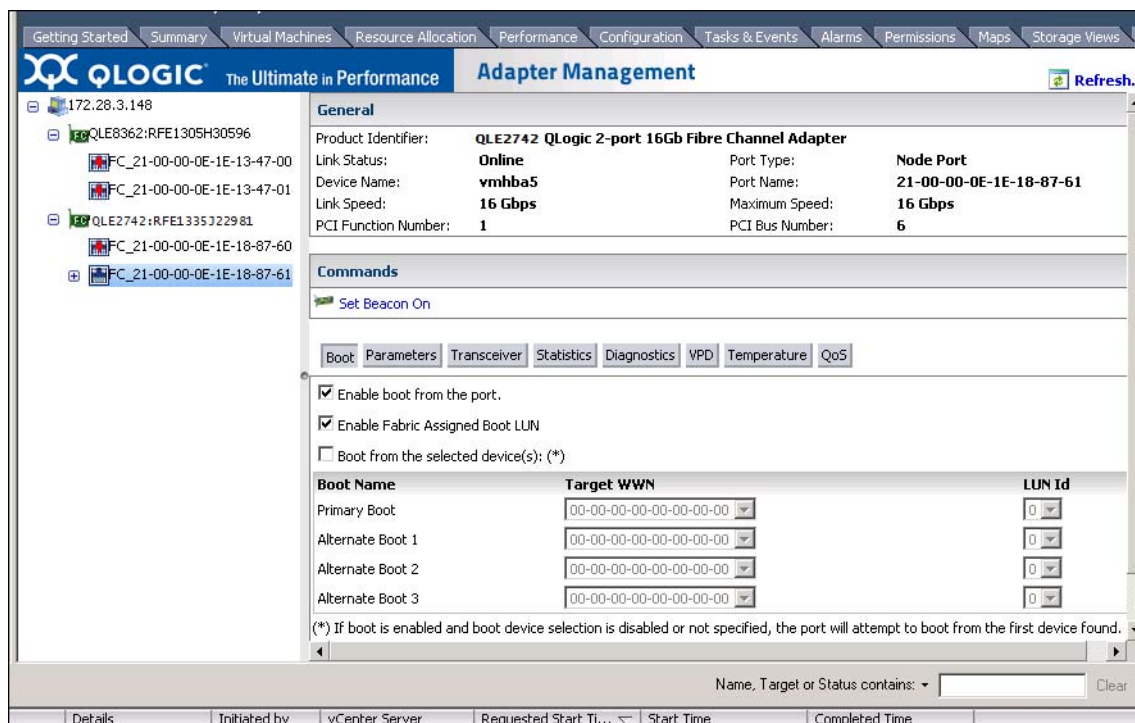 Getting Started Summary Virtual Machines Resource Allocation Performance Configuration Tasks & Events Alarms Permissions Maps Storage Views
QLOGIC The Ultimate in Performance Adapter Management Refresh.
172.28.3.148
QLE8362:RFE1305H30596
FC_21-00-00-0E-1E-13-47-00
FC_21-00-00-0E-1E-13-47-01
QLE2742:RFE1335J22981
FC_21-00-00-0E-1E-18-87-60
FC_21-00-00-0E-1E-18-87-61
General
Product Identifier: QLE2742 QLogic 2-port 16Gb Fibre Channel Adapter
Link Status: Online Port Type: Node Port
Device Name: vmhba5 Port Name: 21-00-00-0E-1E-18-87-61
Link Speed: 16 Gbps Maximum Speed: 16 Gbps
PCI Function Number: 1 PCI Bus Number: 6
Commands
Set Beacon On
Boot Parameters Transceiver Statistics Diagnostics VPD Temperature QoS
Enable boot from the port.
Enable Fabric Assigned Boot LUN
Boot from the selected device(s): (*)
Boot Name Target WWN LUN Id
Primary Boot 00-00-00-00-00-00-00-00 0
Alternate Boot 1 00-00-00-00-00-00-00-00 0
Alternate Boot 2 00-00-00-00-00-00-00-00 0
Alternate Boot 3 00-00-00-00-00-00-00-00 0
(*) If boot is enabled and boot device selection is disabled or not specified, the port will attempt to boot from the first device found.
Name, Target or Status contains: Clear
Details Initiated by vCenter Server Requested Start Ti... Start Time Completed Time